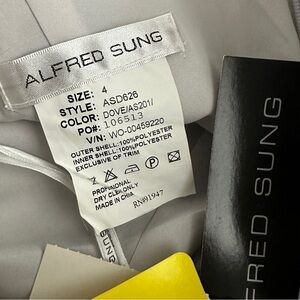 ALFRED SUNG
SIZE: 4
STYLE: ASD626
COLOR: DOVE/AS201/
PO#: 106513
V/N: WO-00459220
OUTER SHELL:100%POLYESTER
INNER SHELL:100%POLYESTER
EXCLUSIVE OF TRIM
PROFESSIONAL
DRY CLEAN ONLY
MADE IN CHINA
RN#91947
FRED SUNG